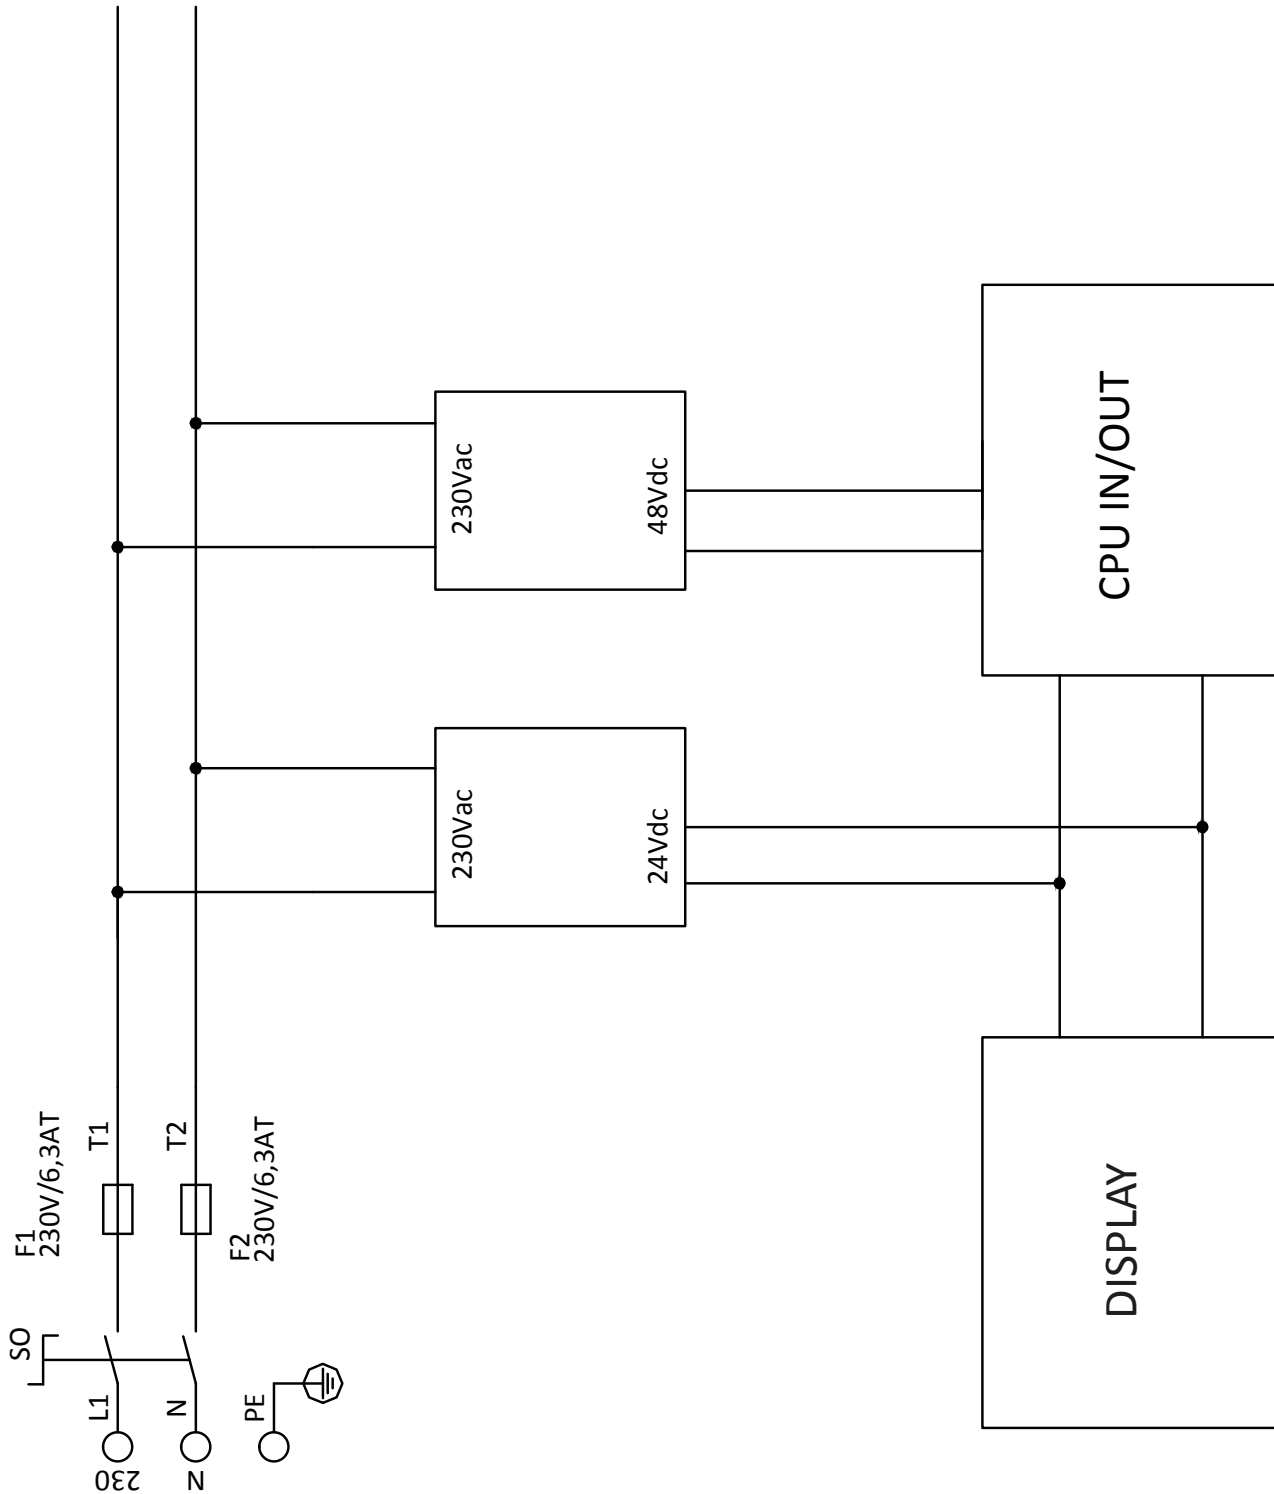 SO
F1
230V/6,3AT
L1
T1
230
N
T2
N
F2
230V/6,3AT
PE
230Vac
24Vdc
230Vac
48Vdc
DISPLAY
CPU IN/OUT